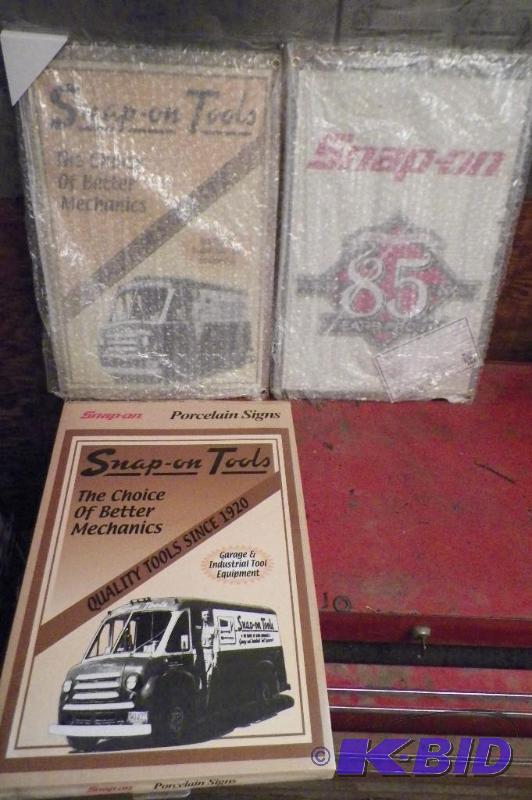 Snap-on Tools
The Choice
Of Better
Mechanics
Snap-on
85
Snap-on Porcelain Signs
Snap-on Tools
The Choice
Of Better
Mechanics
QUALITY TOOLS SINCE 1920
Garage &
Industrial Tool
Equipment
Snap-on Tools
Snap-on Porcelain Signs
© K-BID